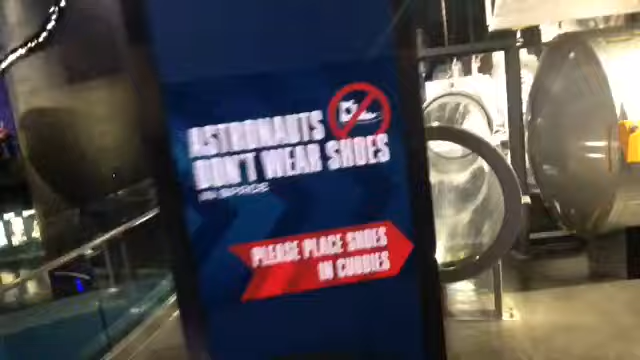 ASTRONAUTS
DON'T WEAR SHOES
IN SPACE
PLEASE PLACE SHOES
IN CUBBIES